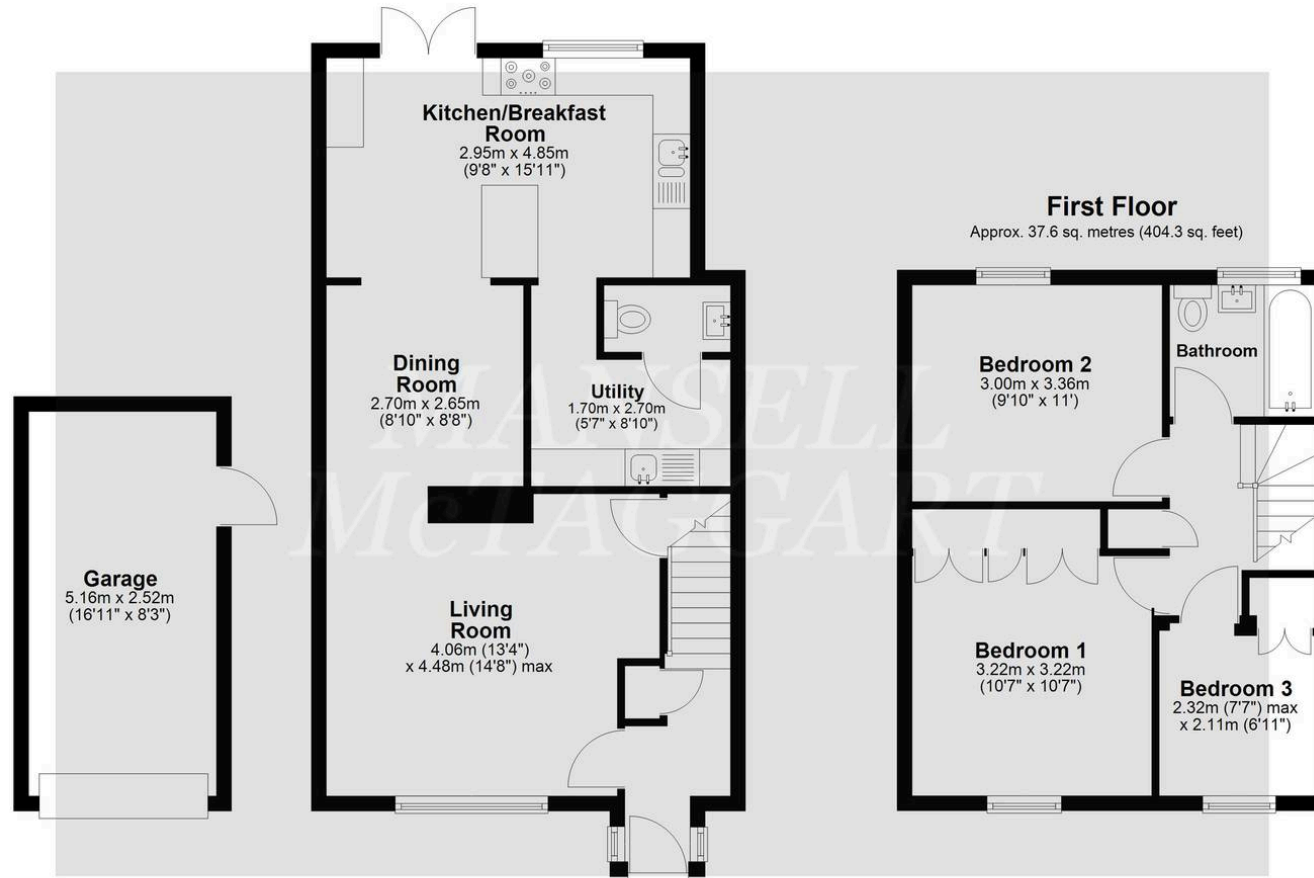 Kitchen/Breakfast
Room
2.95m x 4.85m
(9'8" x 15'11")
First Floor
Approx. 37.6 sq. metres (404.3 sq. feet)
Dining
Room
2.70m x 2.65m
(8'10" x 8'8")
Utility
1.70m x 2.70m
(5'7" x 8'10")
Bedroom 2
3.00m x 3.36m
(9'10" x 11')
Bathroom
MANSELL
McTAGGART
Garage
5.16m x 2.52m
(16'11" x 8'3")
Living
Room
4.06m (13'4")
x 4.48m (14'8") max
Bedroom 1
3.22m x 3.22m
(10'7" x 10'7")
Bedroom 3
2.32m (7'7") max
x 2.11m (6'11")